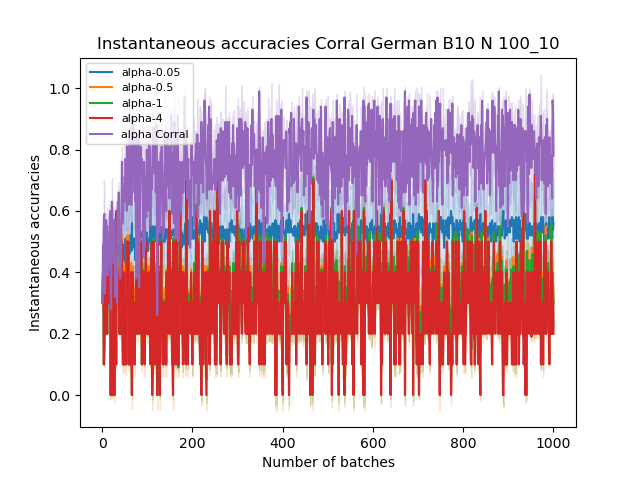 Instantaneous accuracies Corral German B10 N 100_10
alpha-0.05
alpha-0.5
alpha-1
alpha-4
alpha Corral
1.0
0.8
0.6
0.4
0.2
0.0
Instantaneous accuracies
0 200 400 600 800 1000
Number of batches